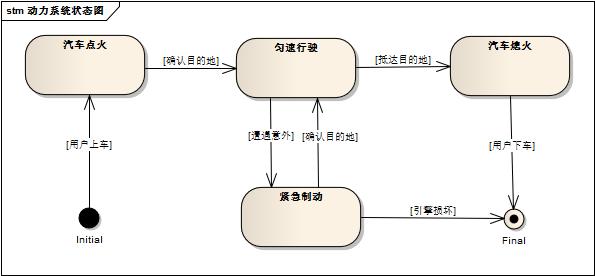 stm 动力系统状态图
汽车点火
[确认目的地]
匀速行驶
[抵达目的地]
汽车熄火
[用户上车]
[遭遇意外]
[确认目的地]
[用户下车]
紧急制动
[引擎损坏]
Initial
Final